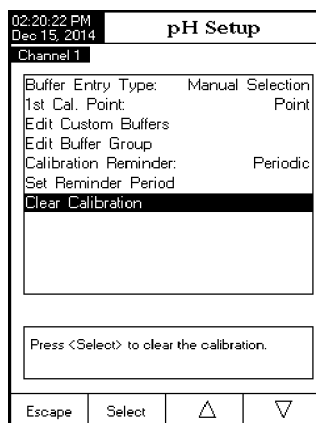 02:20:22 PM
Dec 15, 2014
pH Setup
Channel 1
Buffer Entry Type: Manual Selection
1st Cal. Point: Point
Edit Custom Buffers
Edit Buffer Group
Calibration Reminder: Periodic
Set Reminder Period
Clear Calibration
Press <Select> to clear the calibration.
Escape Select △ ▽